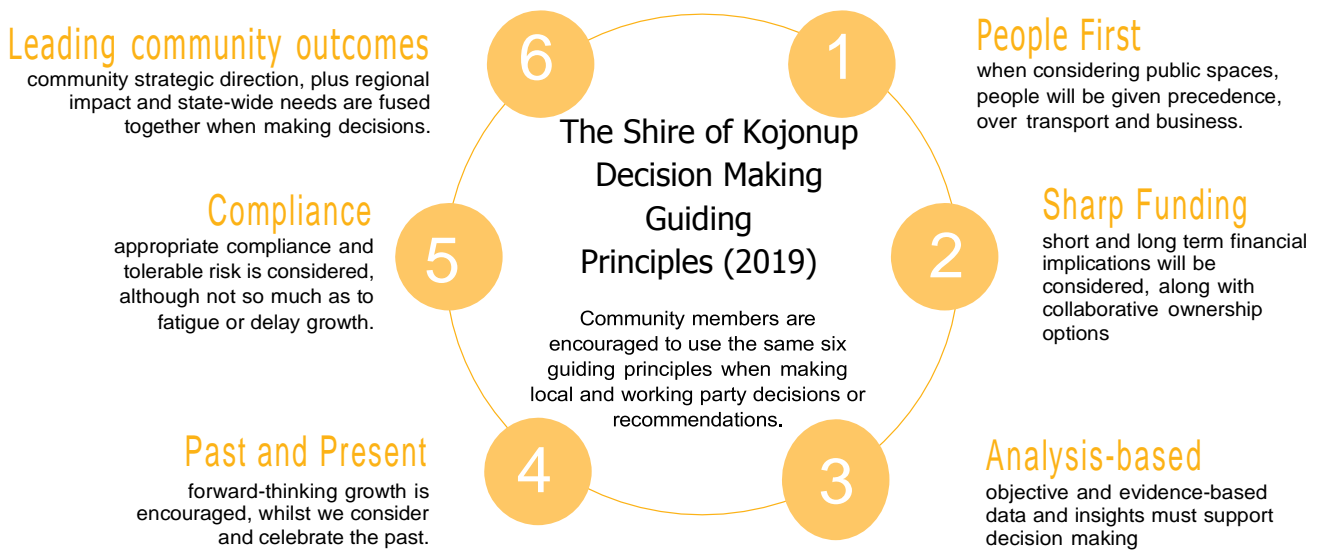 The Shire of Kojonup
Decision Making
Guiding
Principles (2019)
Community members are
encouraged to use the same six
guiding principles when making
local and working party decisions or
recommendations.
1
People First
when considering public spaces,
people will be given precedence,
over transport and business.
2
Sharp Funding
short and long term financial
implications will be
considered, along with
collaborative ownership
options
3
Analysis-based
objective and evidence-based
data and insights must support
decision making
4
Past and Present
forward-thinking growth is
encouraged, whilst we consider
and celebrate the past.
5
Compliance
appropriate compliance and
tolerable risk is considered,
although not so much as to
fatigue or delay growth.
6
Leading community outcomes
community strategic direction, plus regional
impact and state-wide needs are fused
together when making decisions.